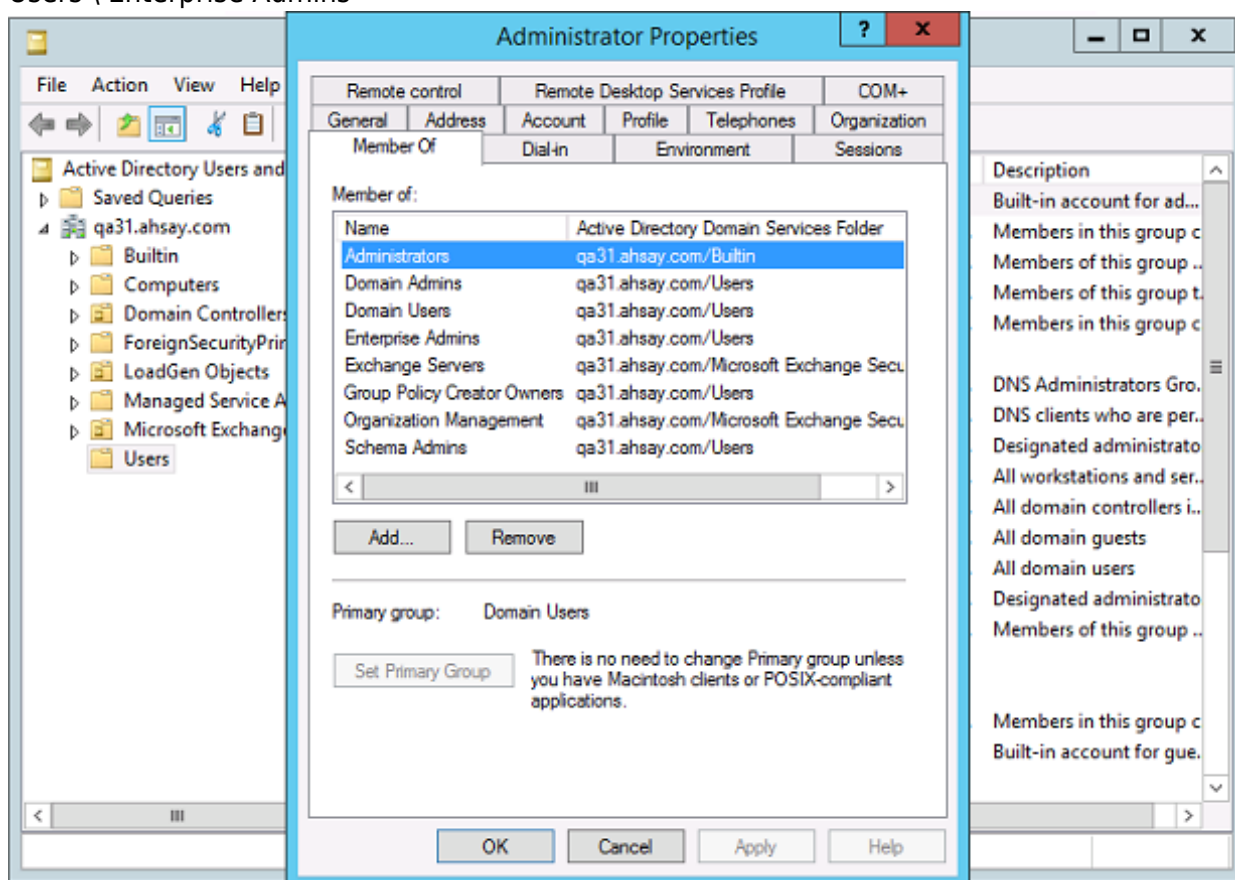 Users \ Enterprise Admins
Administrator Properties
?
x
x
File Action View Help
Active Directory Users and
Saved Queries
qa31.ahsay.com
Builtin
Computers
Domain Controllers
ForeignSecurityPrin
LoadGen Objects
Managed Service A
Microsoft Exchange
Users
Remote control Remote Desktop Services Profile COM+
General Address Account Profile Telephones Organization
Member Of Dial-in Environment Sessions
Member of:
Name Active Directory Domain Services Folder
Administrators qa31.ahsay.com/Builtin
Domain Admins qa31.ahsay.com/Users
Domain Users qa31.ahsay.com/Users
Enterprise Admins qa31.ahsay.com/Users
Exchange Servers qa31.ahsay.com/Microsoft Exchange Secu
Group Policy Creator Owners qa31.ahsay.com/Users
Organization Management qa31.ahsay.com/Microsoft Exchange Secu
Schema Admins qa31.ahsay.com/Users
Add... Remove
Primary group: Domain Users
Set Primary Group
There is no need to change Primary group unless
you have Macintosh clients or POSIX-compliant
applications.
OK Cancel Apply Help
Description
Built-in account for ad...
Members in this group c
Members of this group ..
Members of this group t.
Members in this group c
DNS Administrators Gro.
DNS clients who are per..
Designated administrato
All workstations and ser..
All domain controllers i..
All domain guests
All domain users
Designated administrato
Members of this group ..
Members in this group c
Built-in account for gue.